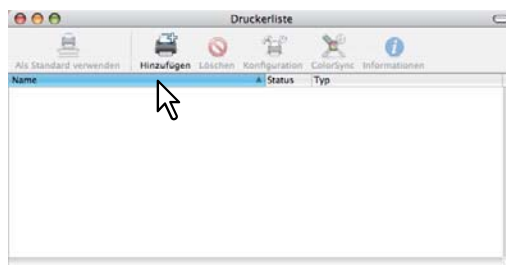 Druckerliste
Als Standard verwenden Hinzufügen Löschen Konfiguration ColorSync Informationen
Name Status Typ